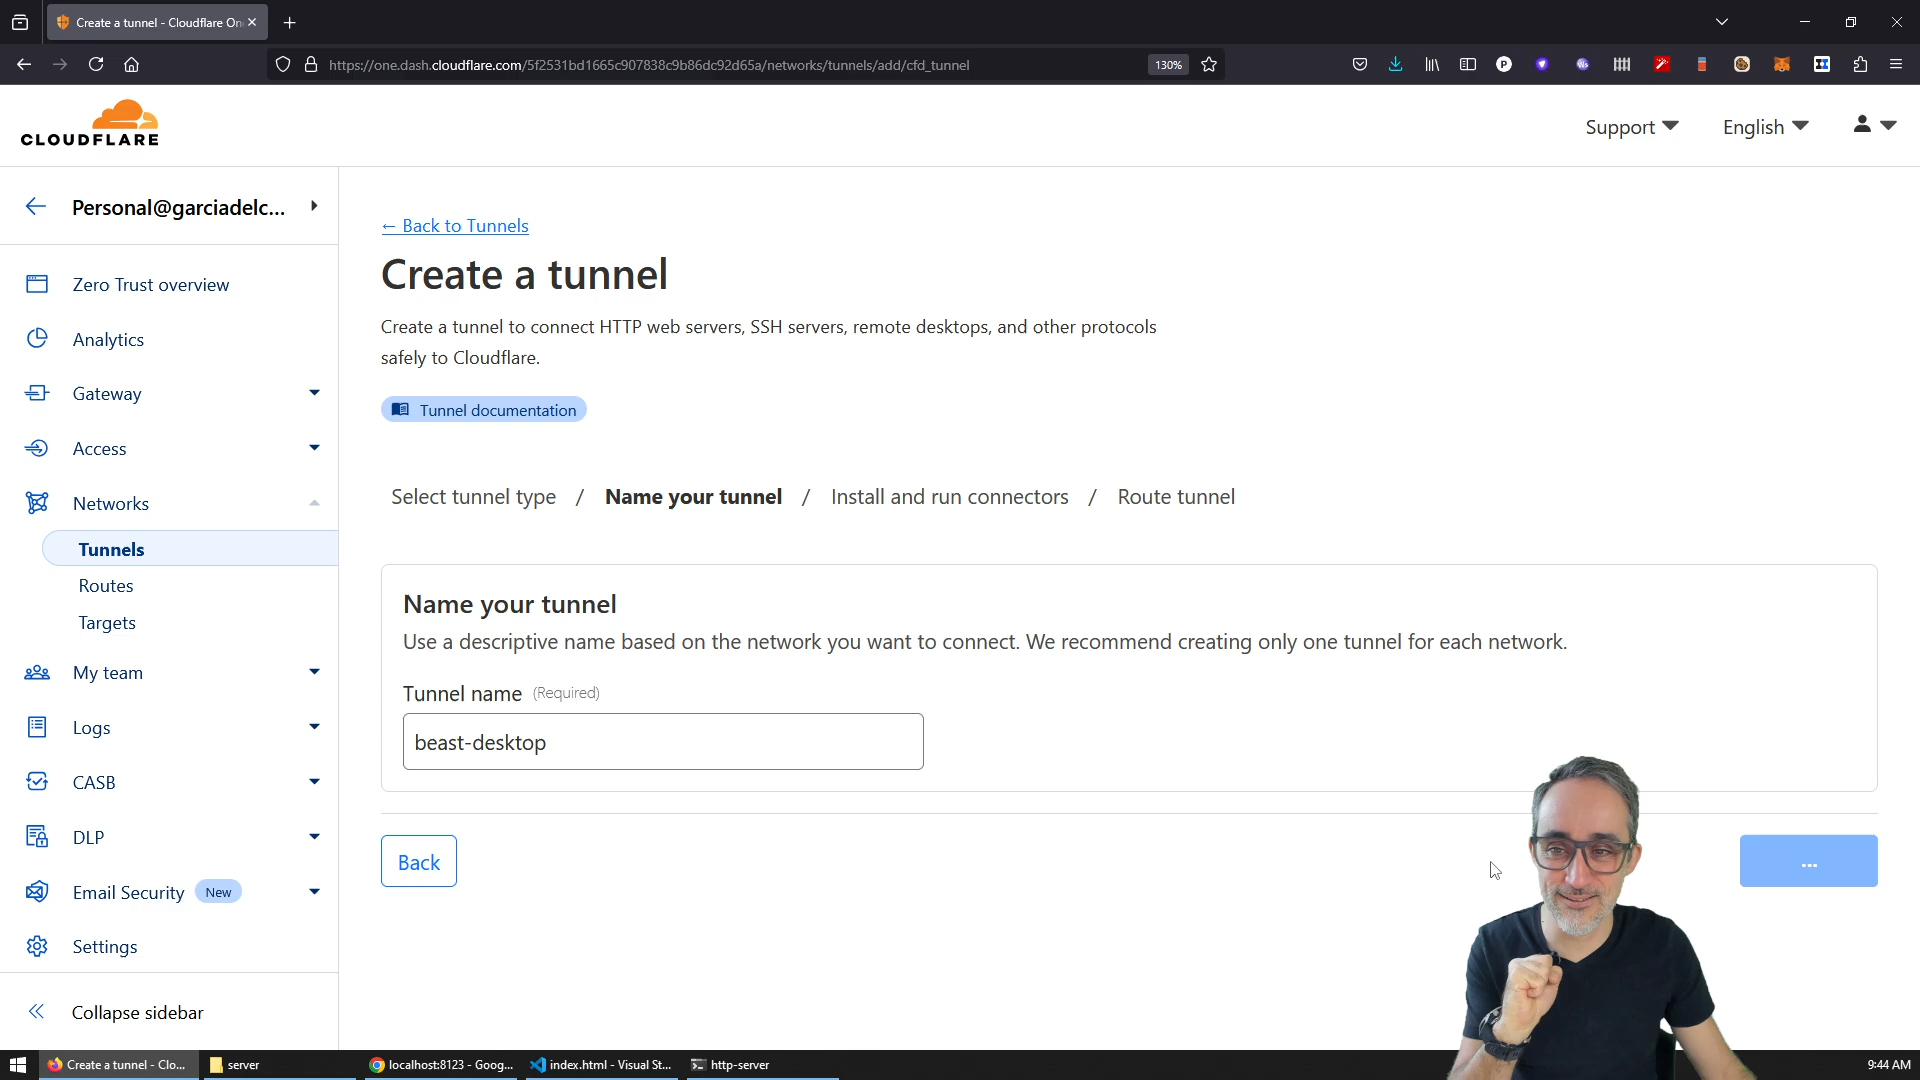 Create a tunnel - Cloudflare On
https://one.dash.cloudflare.com/5f2531bd1665c907838c9b86dc92d65a/networks/tunnels/add/cfd_tunnel
130%
CLOUDFLARE
Support
English
Personal@garciadelc...
Zero Trust overview
Analytics
Gateway
Access
Networks
Tunnels
Routes
Targets
My team
Logs
CASB
DLP
Email Security New
Settings
Collapse sidebar
← Back to Tunnels
Create a tunnel
Create a tunnel to connect HTTP web servers, SSH servers, remote desktops, and other protocols
safely to Cloudflare.
Tunnel documentation
Select tunnel type / Name your tunnel / Install and run connectors / Route tunnel
Name your tunnel
Use a descriptive name based on the network you want to connect. We recommend creating only one tunnel for each network.
Tunnel name (Required)
beast-desktop
Back
...
Create a tunnel - Clo...
server
localhost:8123 - Goog...
index.html - Visual St...
http-server
9:44 AM